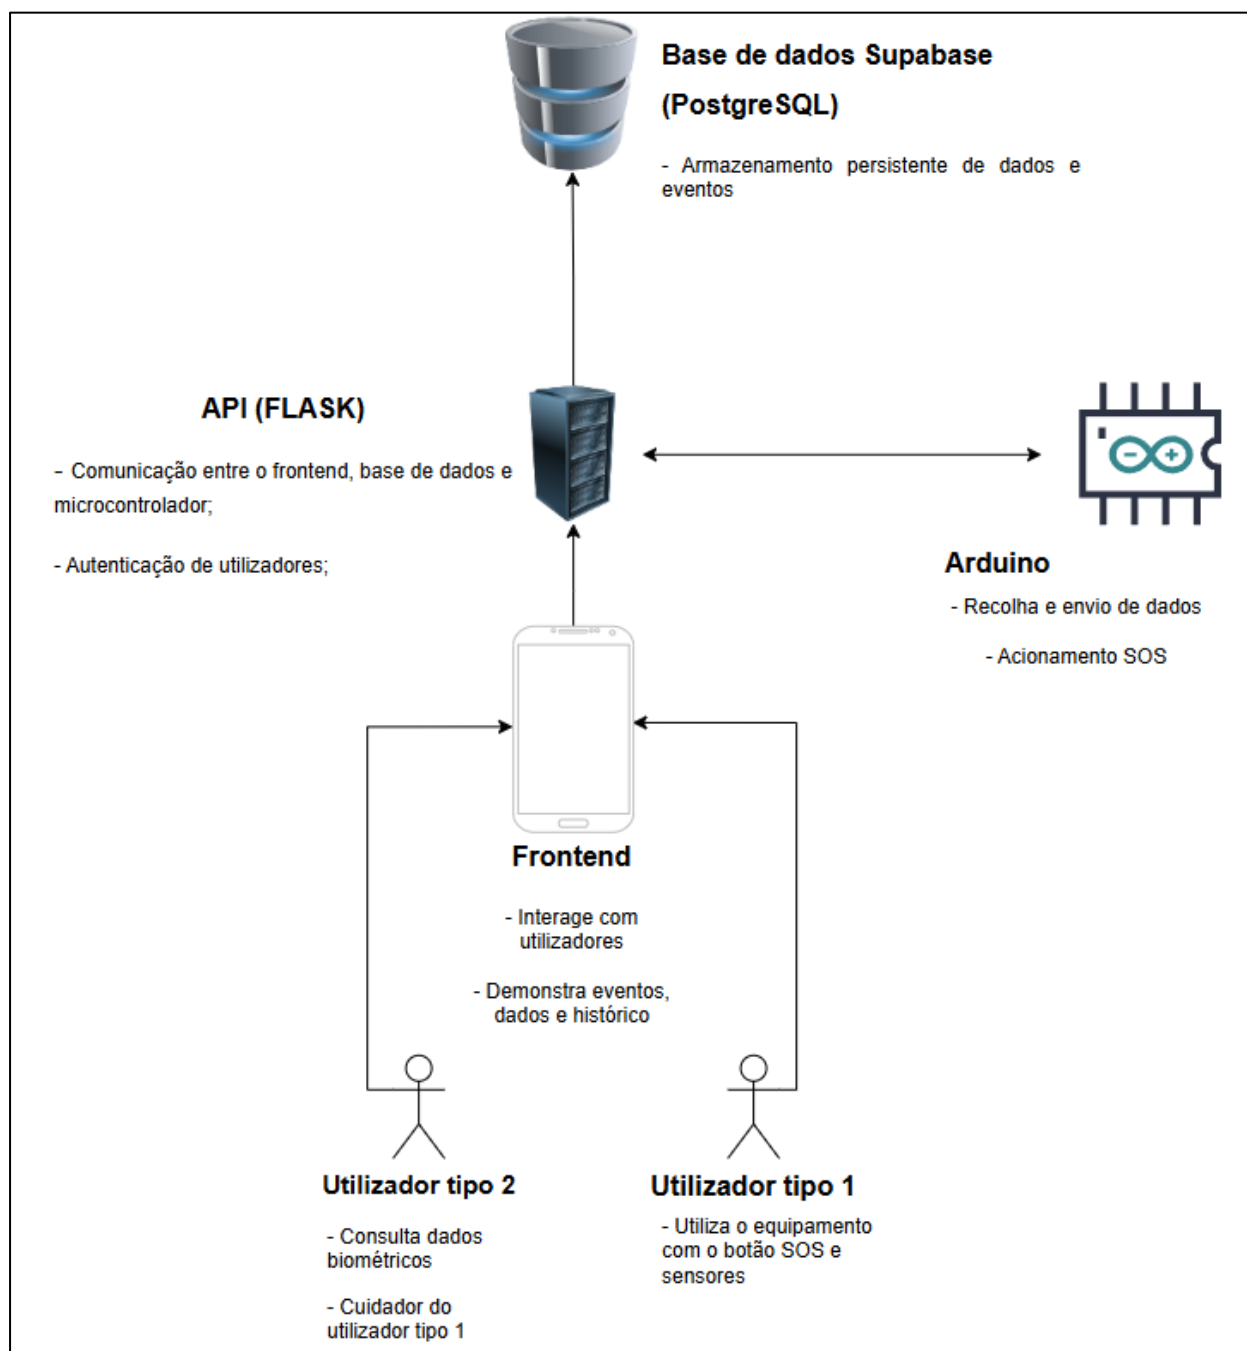 Base de dados Supabase
(PostgreSQL)
- Armazenamento persistente de dados e
eventos
API (FLASK)
- Comunicação entre o frontend, base de dados e
microcontrolador;
- Autenticação de utilizadores;
Arduino
- Recolha e envio de dados
- Acionamento SOS
Frontend
- Interage com
utilizadores
- Demonstra eventos,
dados e histórico
Utilizador tipo 2
- Consulta dados
biométricos
- Cuidador do
utilizador tipo 1
Utilizador tipo 1
- Utiliza o equipamento
com o botão SOS e
sensores